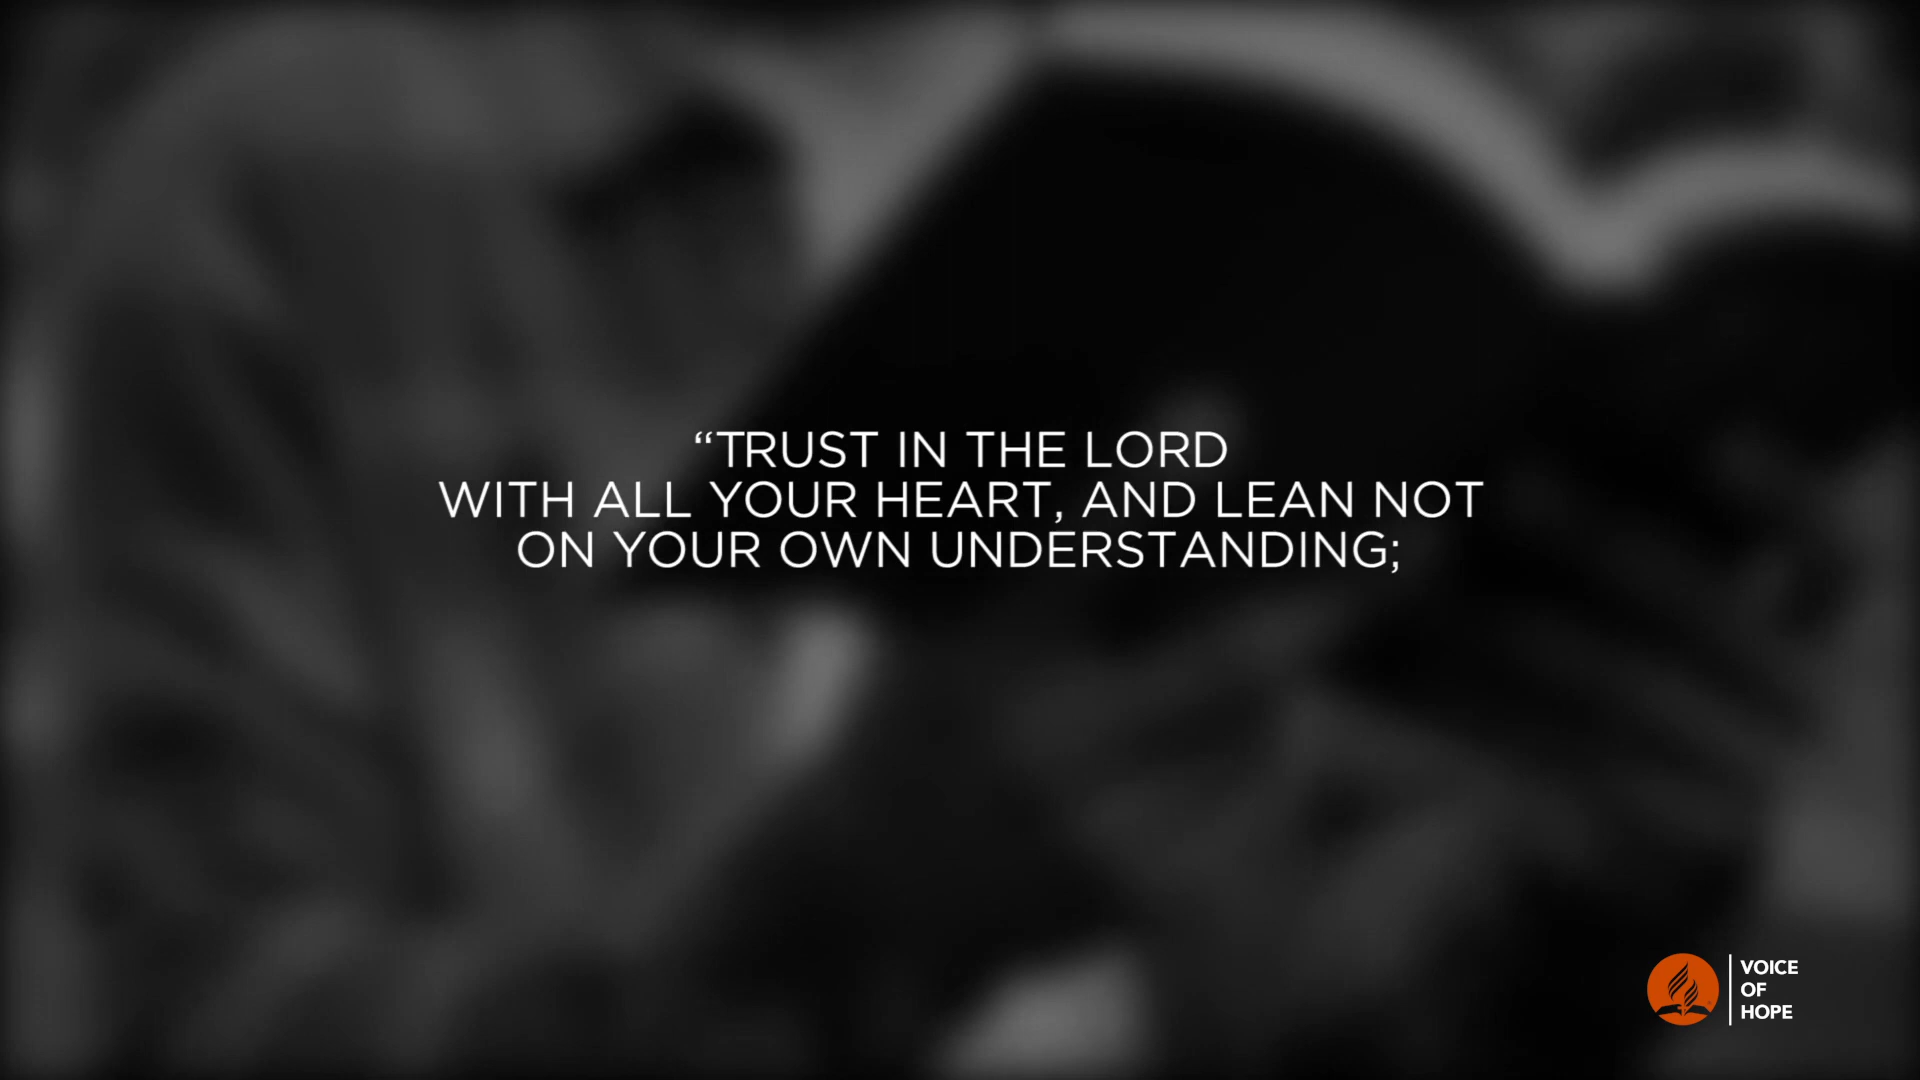 “TRUST IN THE LORD
WITH ALL YOUR HEART, AND LEAN NOT
ON YOUR OWN UNDERSTANDING;
VOICE
OF
HOPE